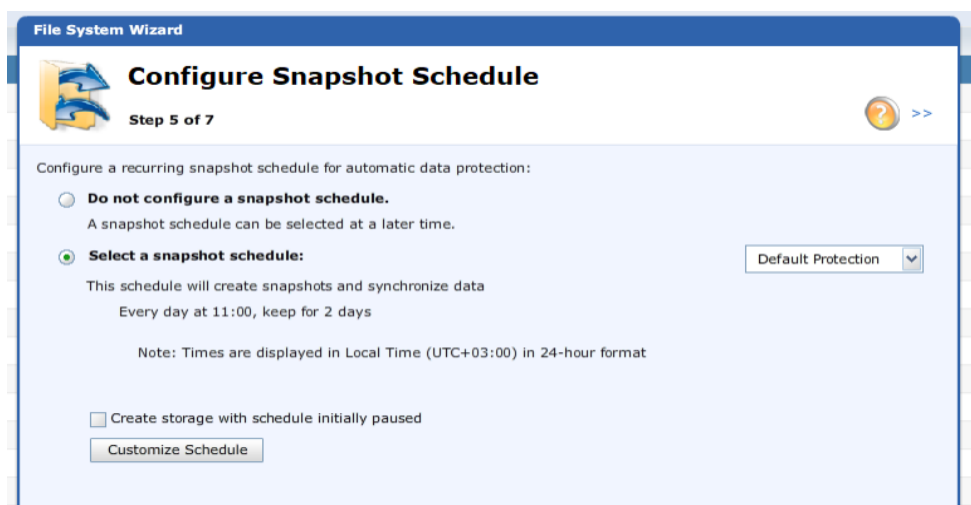 File System Wizard
Configure Snapshot Schedule
Step 5 of 7
? >>
Configure a recurring snapshot schedule for automatic data protection:
Do not configure a snapshot schedule.
A snapshot schedule can be selected at a later time.
Select a snapshot schedule: Default Protection
This schedule will create snapshots and synchronize data
Every day at 11:00, keep for 2 days
Note: Times are displayed in Local Time (UTC+03:00) in 24-hour format
Create storage with schedule initially paused
Customize Schedule